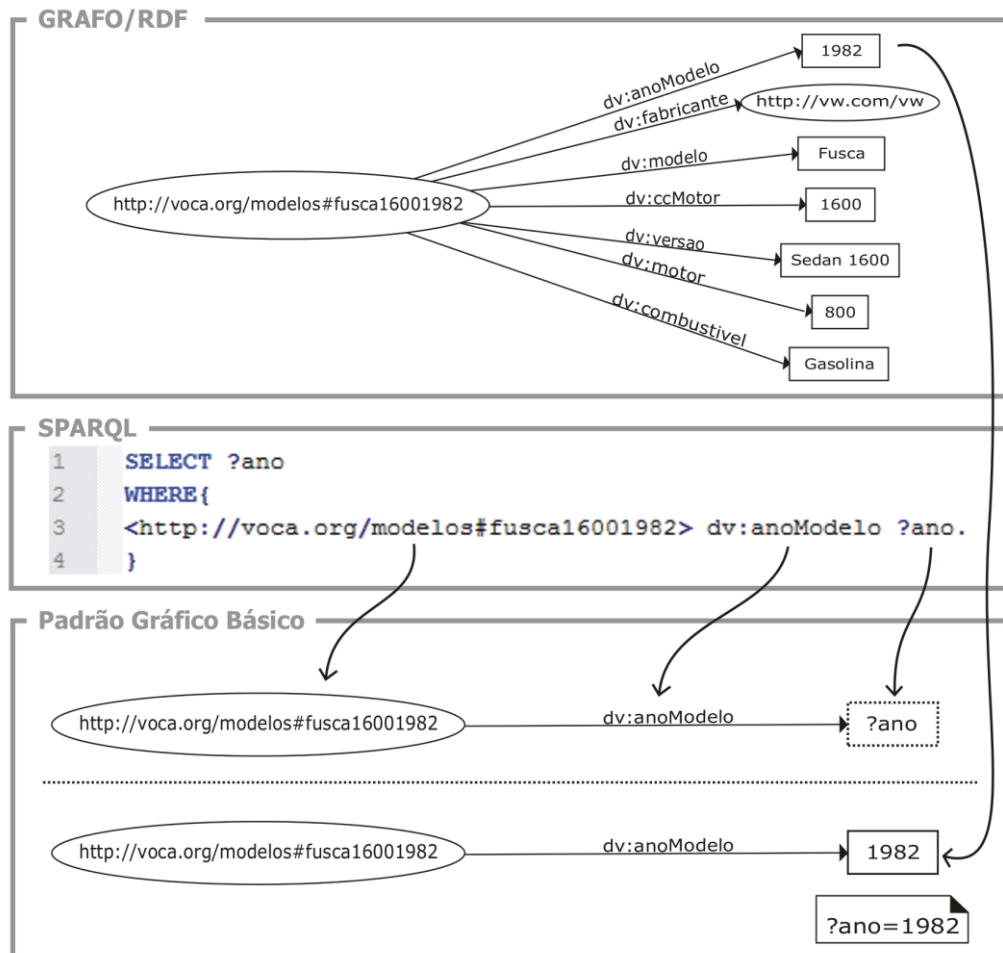 GRAFO/RDF
1982
dv:anoModelo
dv:fabricante
http://vw.com/vw
dv:modelo
Fusca
http://voca.org/modelos#fusca16001982
dv:ccMotor
1600
dv:versao
Sedan 1600
dv:motor
800
dv:combustivel
Gasolina
SPARQL
1 SELECT ?ano
2 WHERE{
3 <http://voca.org/modelos#fusca16001982> dv:anoModelo ?ano.
4 }
Padrão Gráfico Básico
http://voca.org/modelos#fusca16001982 dv:anoModelo ?ano
http://voca.org/modelos#fusca16001982 dv:anoModelo 1982
?ano=1982